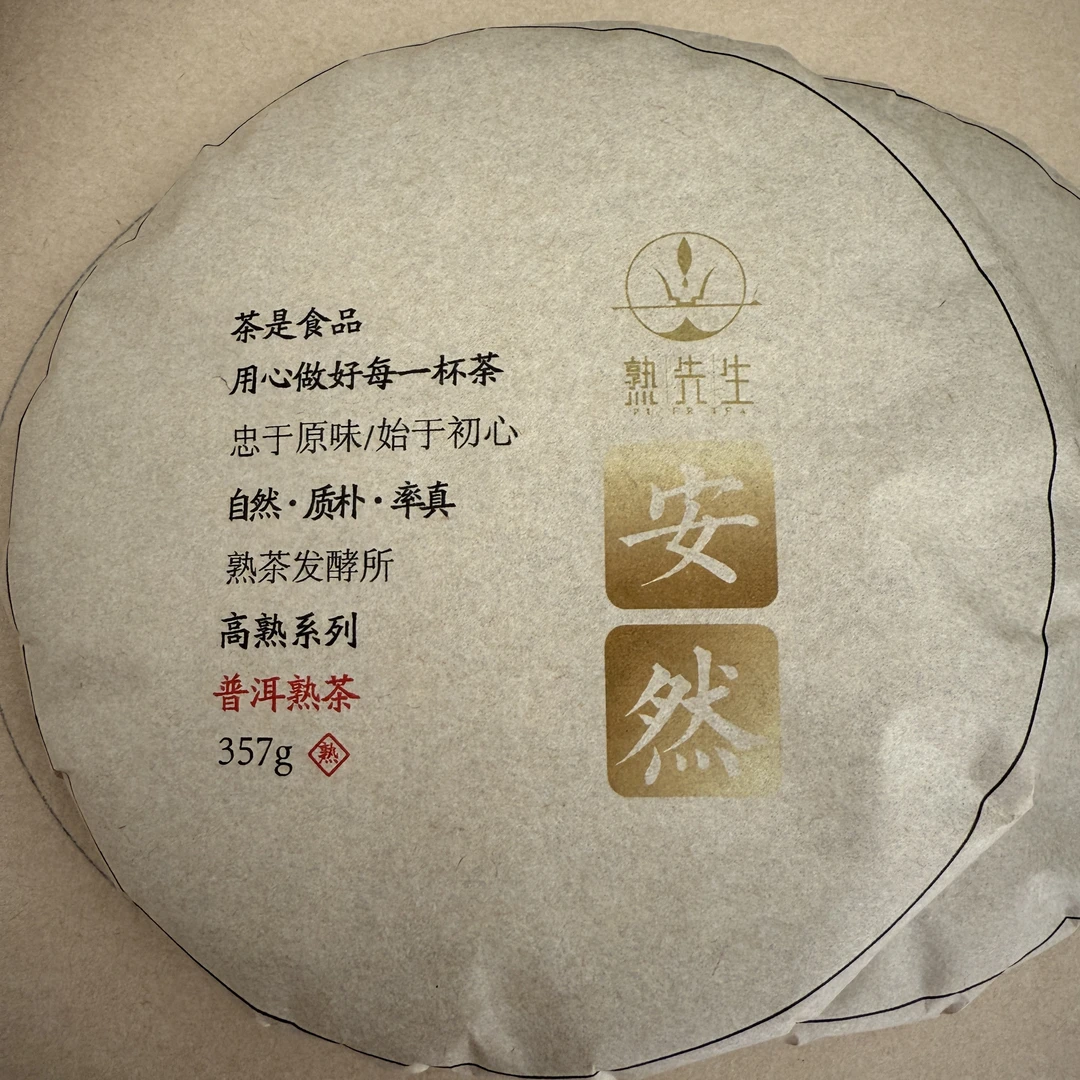 茶是食品
用心做好每一杯茶
忠于原味/始于初心
自然·质朴·率真
熟茶发酵所
高熟系列
普洱熟茶
357g 熟
熟先生
安
然